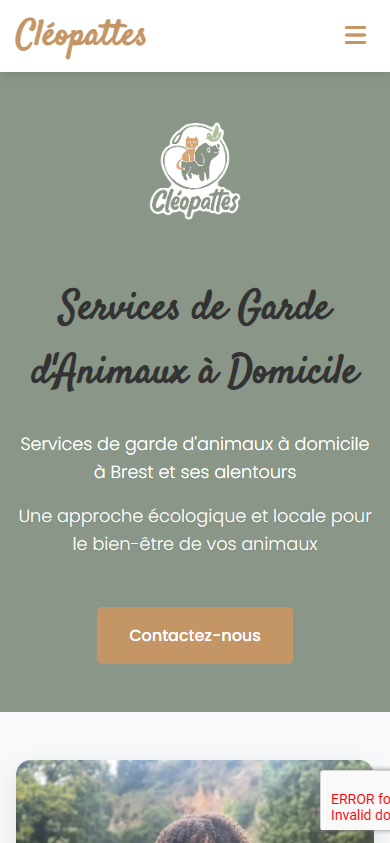 Cléopattes
Cléopattes
Services de Garde
d'Animaux à Domicile
Services de garde d'animaux à domicile
à Brest et ses alentours
Une approche écologique et locale pour
le bien-être de vos animaux
Contactez-nous
ERROR fo
Invalid do